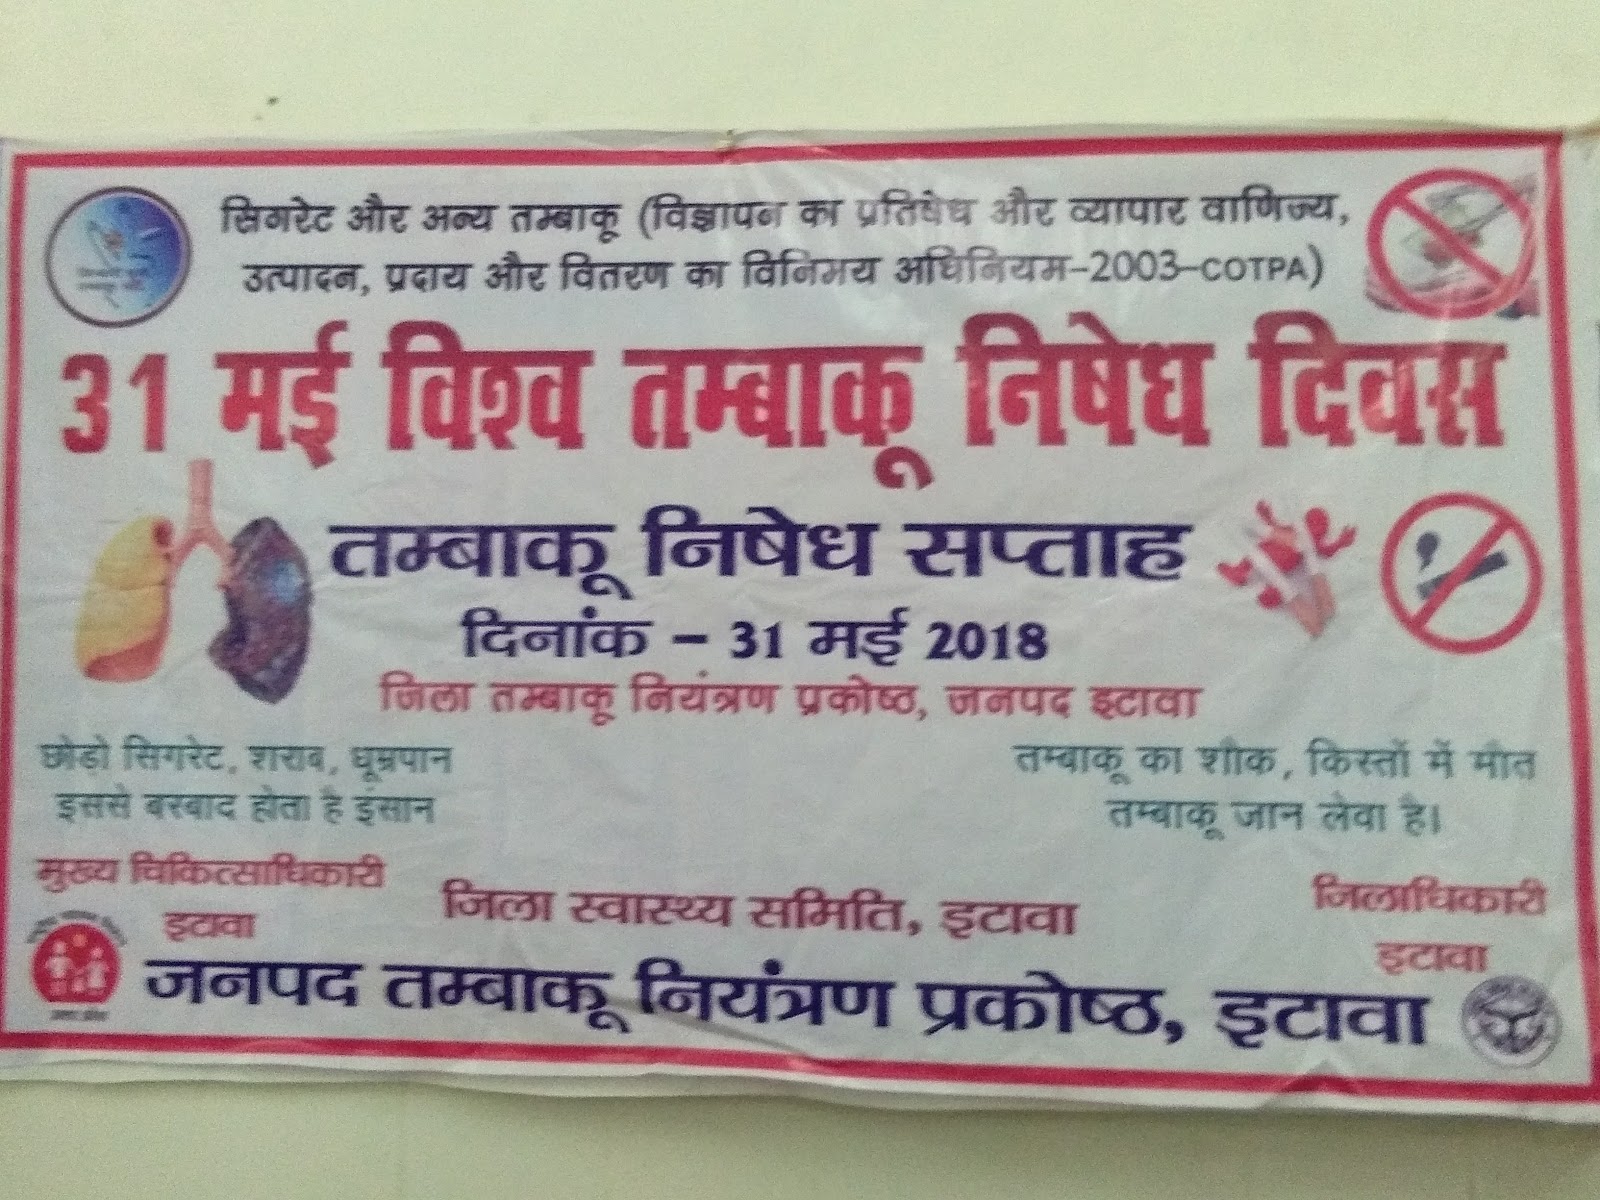 सिगरेट और अन्य तम्बाकू (विज्ञापन का प्रतिषेध और व्यापार वाणिज्य,
उत्पादन, प्रदाय और वितरण का विनिमय अधिनियम-2003-COTPA)
31 मई विश्व तम्बाकू निषेध दिवस
तम्बाकू निषेध सप्ताह
दिनांक - 31 मई 2018
जिला तम्बाकू नियंत्रण प्रकोष्ठ, जनपद इटावा
छोडो सिगरेट, शराब, धूम्रपान
इससे बरबाद होता है इंसान
तम्बाकू का शौक, किस्तों में मौत
तम्बाकू जान लेवा है।
मुख्य चिकित्साधिकारी
इटावा
जिला स्वास्थ्य समिति, इटावा
जिलाधिकारी
इटावा
जनपद तम्बाकू नियंत्रण प्रकोष्ठ, इटावा